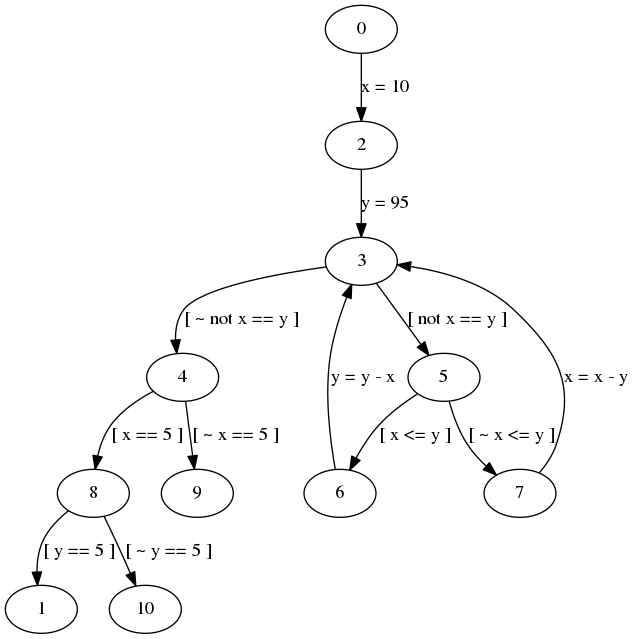 0
x = 10
2
y = 95
3
[ ~ not x == y ]
[ not x == y ]
4
y = y - x
5
x = x - y
[ x == 5 ]
[ ~ x == 5 ]
[ x <= y ]
[ ~ x <= y ]
8
9
6
7
[ y == 5 ]
[ ~ y == 5 ]
1
10